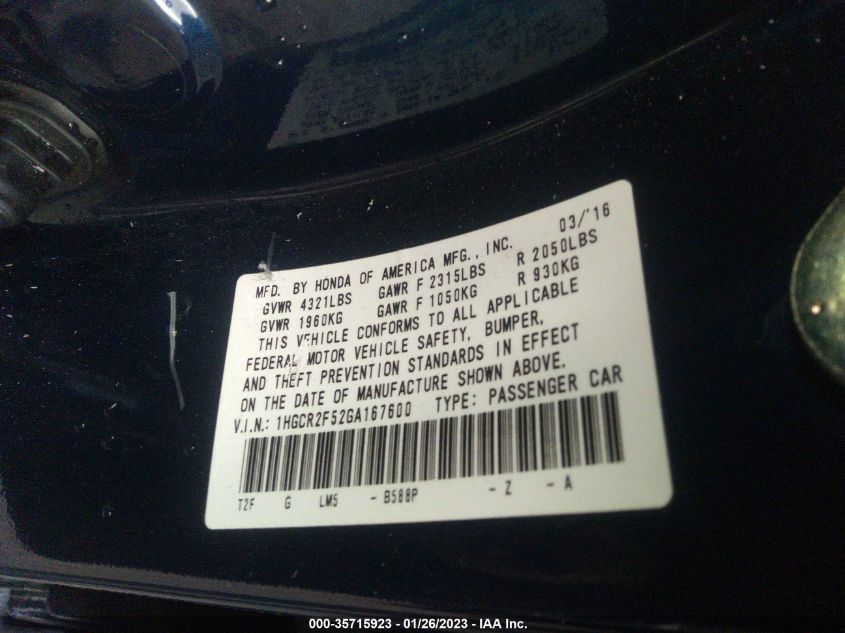 03/'16
MFD. BY HONDA OF AMERICA MFG., INC.
GVWR 4321LBS GAWR F 2315LBS R 2050LBS
GVWR 1960KG GAWR F 1050KG R 930KG
THIS VEHICLE CONFORMS TO ALL APPLICABLE
FEDERAL MOTOR VEHICLE SAFETY, BUMPER,
AND THEFT PREVENTION STANDARDS IN EFFECT
ON THE DATE OF MANUFACTURE SHOWN ABOVE.
V.I.N.: 1HGCR2F52GA167600 TYPE: PASSENGER CAR
T2F G LM5 - B588P - Z - A
000-35715923 - 01/26/2023 - IAA Inc.